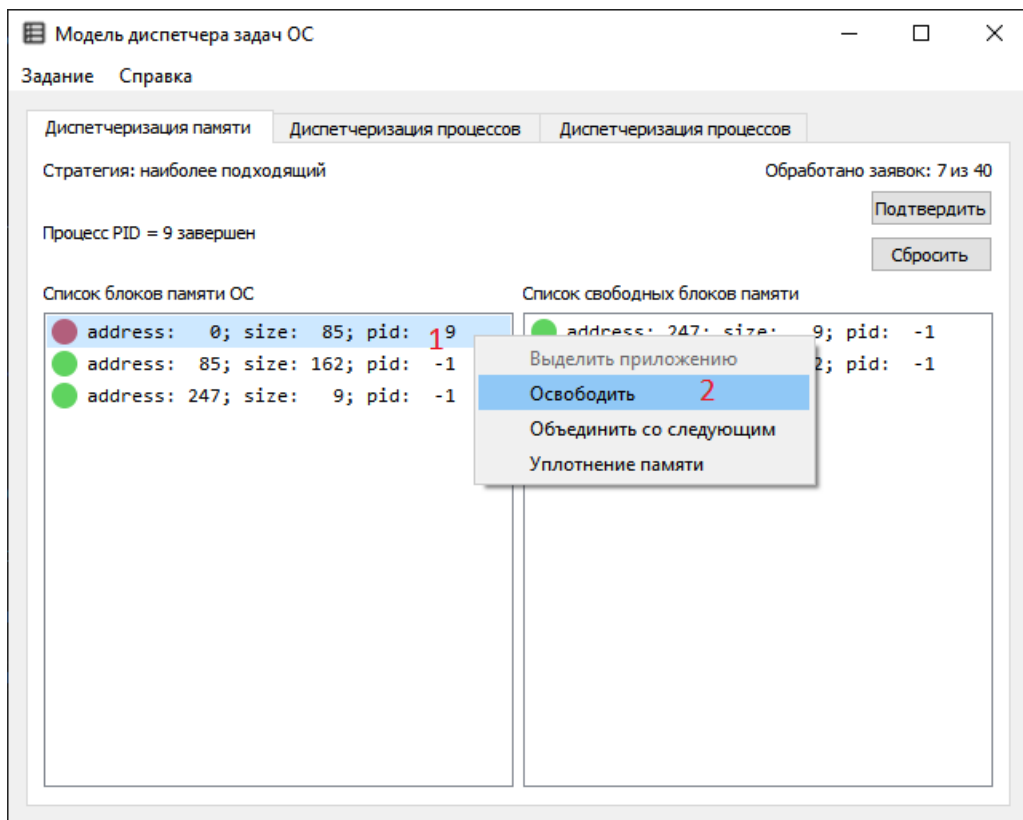 Модель диспетчера задач ОС
Задание Справка
Диспетчеризация памяти Диспетчеризация процессов Диспетчеризация процессов
Стратегия: наиболее подходящий Обработано заявок: 7 из 40
Подтвердить
Процесс PID = 9 завершен
Сбросить
Список блоков памяти ОС Список свободных блоков памяти
address: 0; size: 85; pid: 9 1 address: 247; size: 9; pid: -1
address: 85; size: 162; pid: -1 2; pid: -1
address: 247; size: 9; pid: -1
Выделить приложению
Освободить 2
Объединить со следующим
Уплотнение памяти